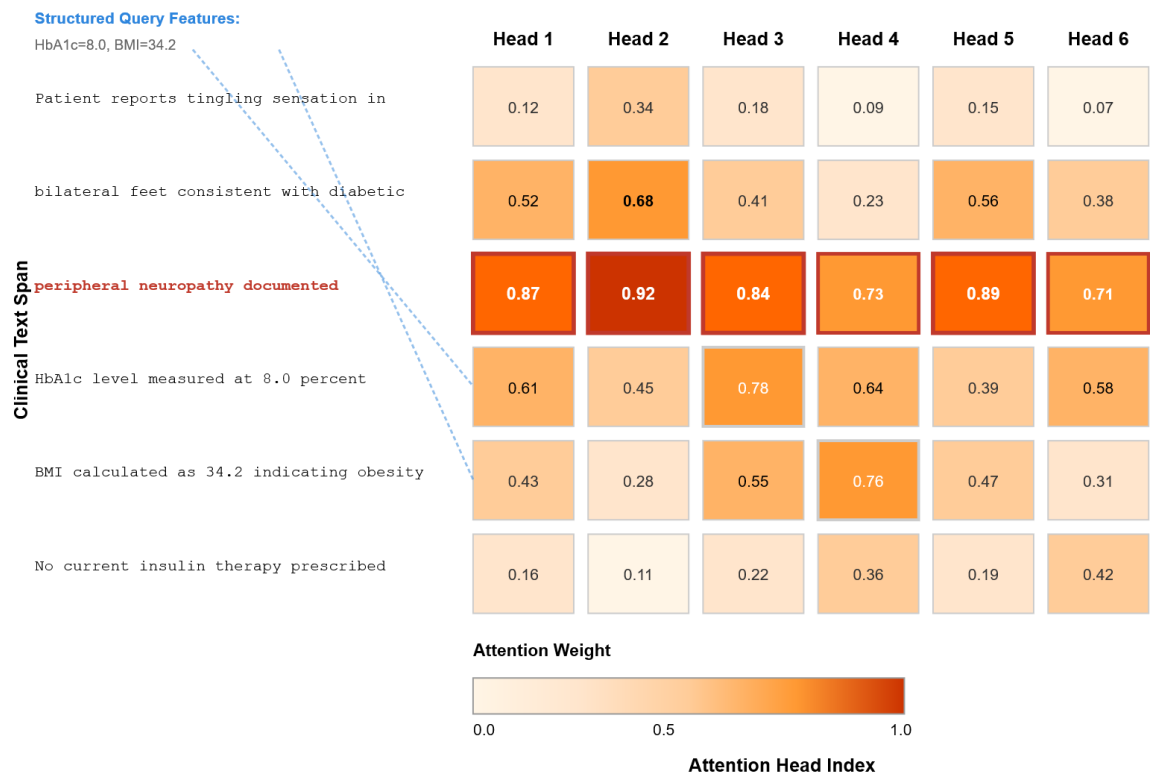 Structured Query Features:
HbA1c=8.0, BMI=34.2
Head 1 Head 2 Head 3 Head 4 Head 5 Head 6
Patient reports tingling sensation in 0.12 0.34 0.18 0.09 0.15 0.07
bilateral feet consistent with diabetic 0.52 0.68 0.41 0.23 0.56 0.38
peripheral neuropathy documented 0.87 0.92 0.84 0.73 0.89 0.71
HbA1c level measured at 8.0 percent 0.61 0.45 0.78 0.64 0.39 0.58
BMI calculated as 34.2 indicating obesity 0.43 0.28 0.55 0.76 0.47 0.31
No current insulin therapy prescribed 0.16 0.11 0.22 0.36 0.19 0.42
Clinical Text Span
Attention Weight
0.0 0.5 1.0
Attention Head Index